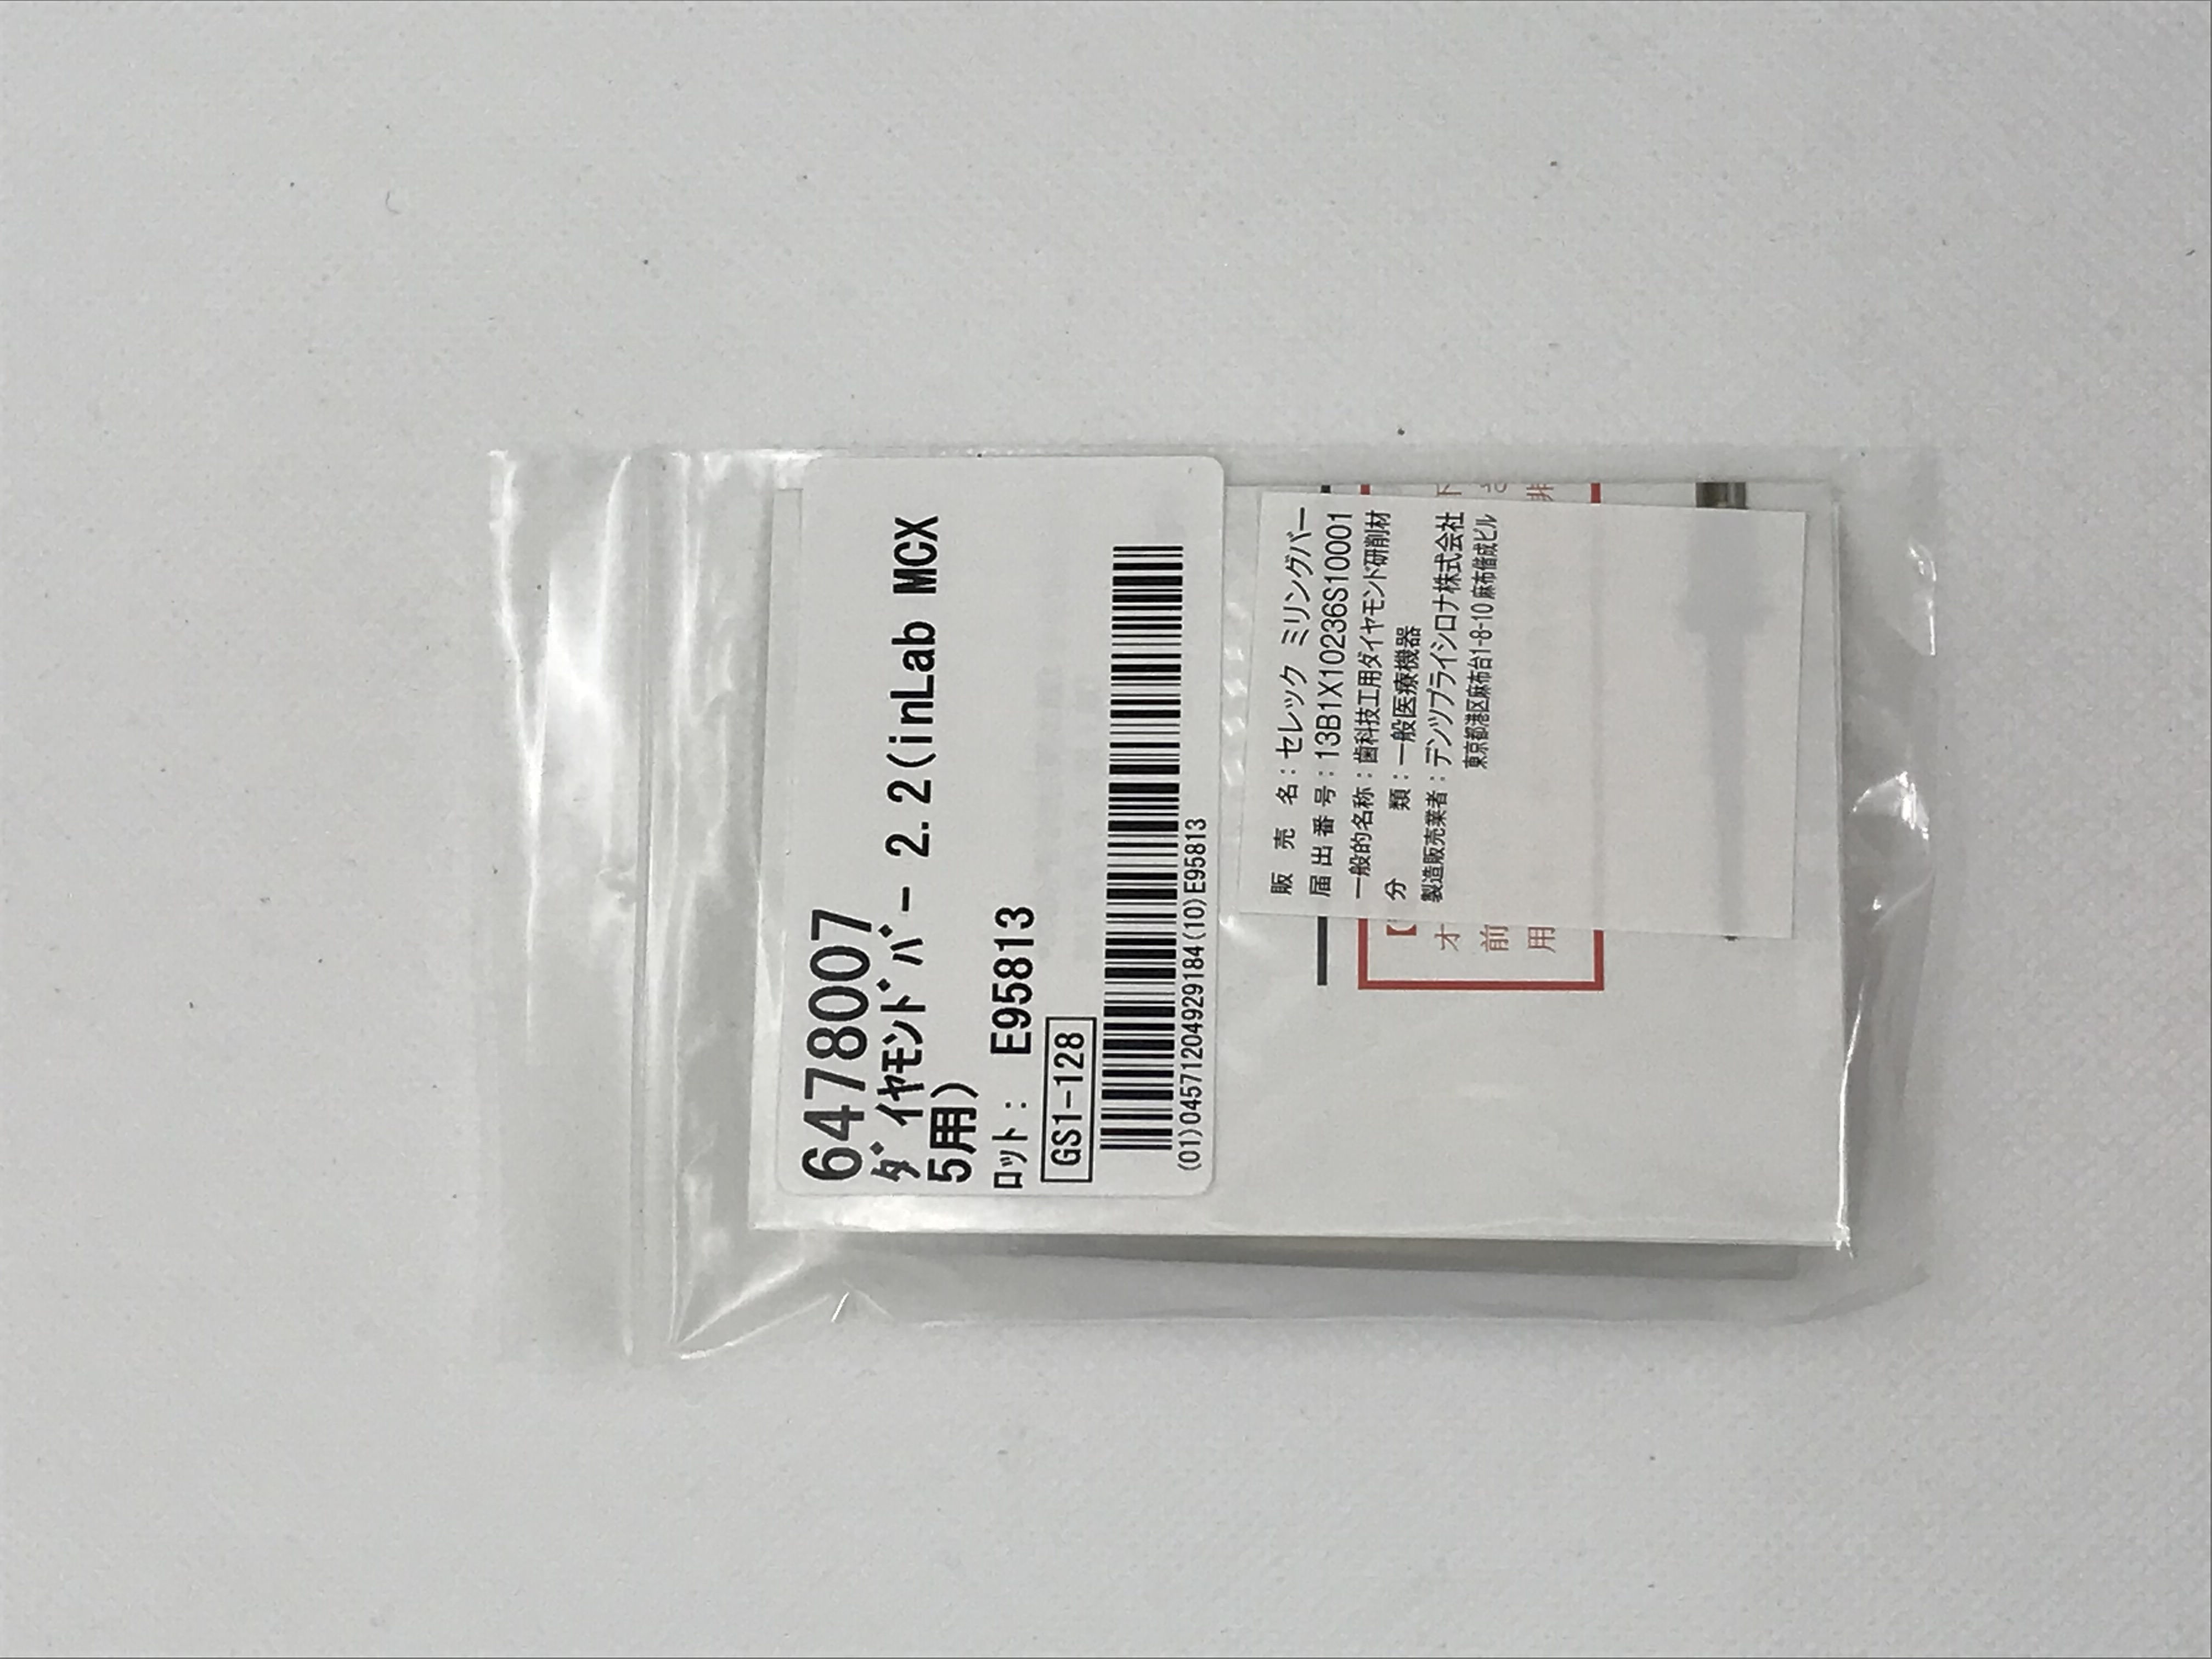 6478007
ﾀﾞｲﾔﾓﾝﾄﾞﾊﾞｰ 2.2(inLab MCX
5用)
ﾛｯﾄ: E95813
GS1-128
(01)04571204929184(10)E95813
販売名:セレック ミリングバー
届出番号:13B1X10236S10001
一般的名称:歯科技工用ダイヤモンド研削材
分類:一般医療機器
製造販売業者:デンツプライシロナ株式会社
東京都港区麻布台1-8-10 麻布偕成ビル
【
オ
前
用
下
非